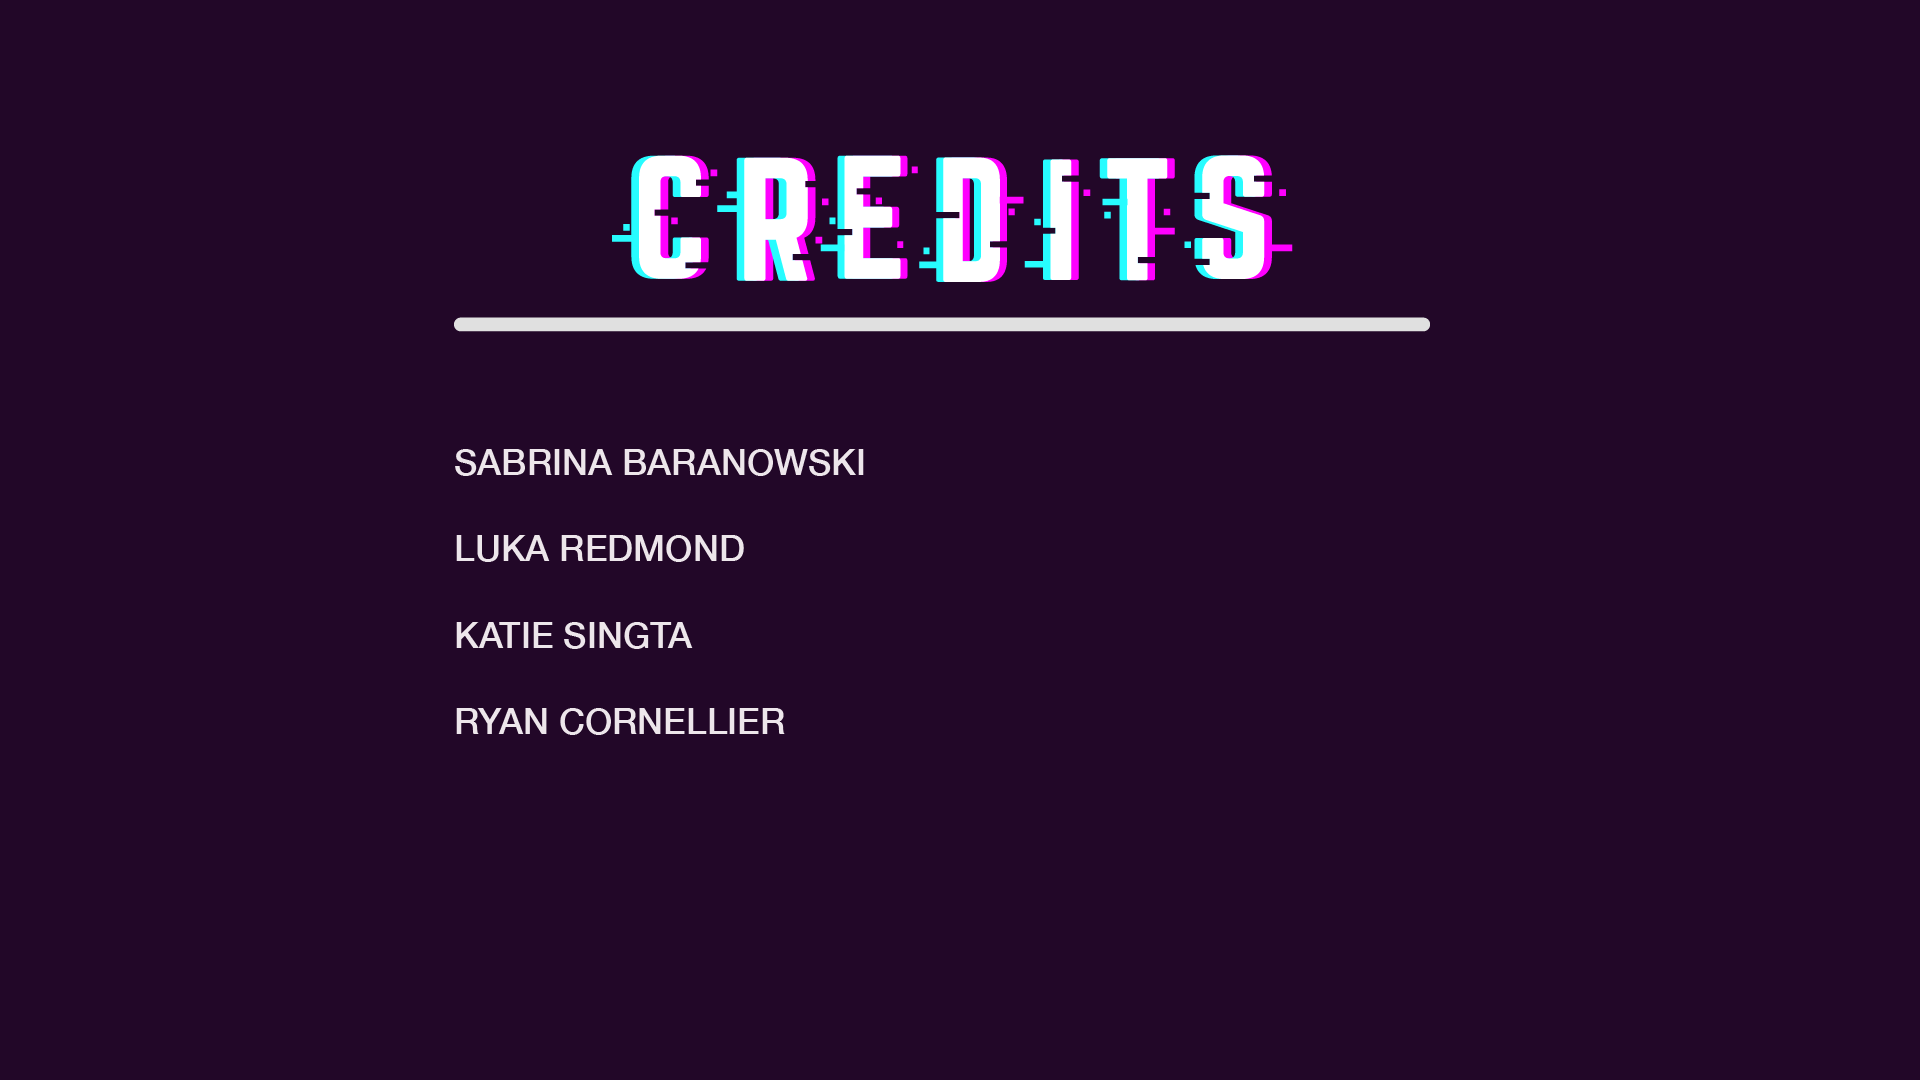 CREDITS
SABRINA BARANOWSKI
LUKA REDMOND
KATIE SINGTA
RYAN CORNELLIER